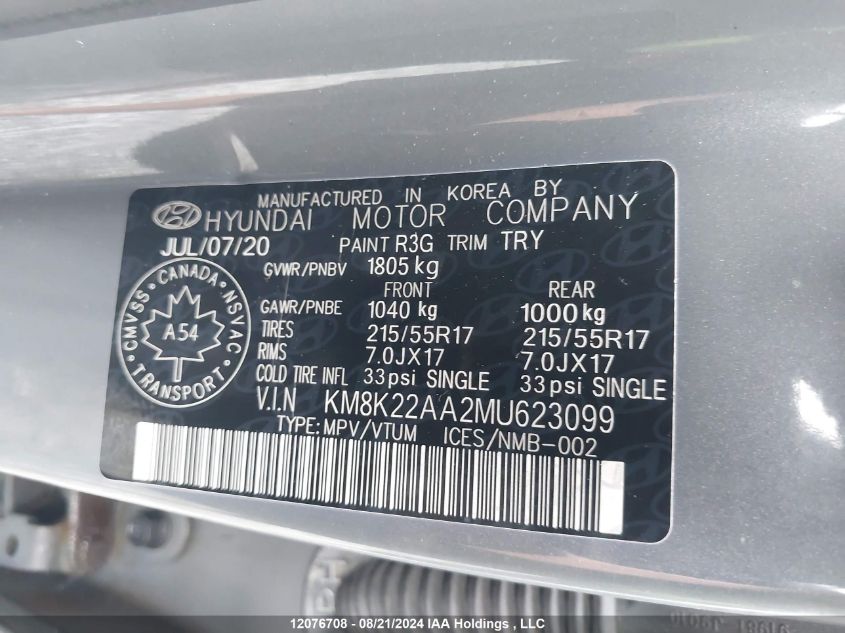 MANUFACTURED IN KOREA BY
HYUNDAI MOTOR COMPANY
JUL/07/20 PAINT R3G TRIM TRY
GVWR/PNBV 1805 kg
FRONT REAR
GAWR/PNBE 1040 kg 1000 kg
TIRES 215/55R17 215/55R17
RIMS 7.0JX17 7.0JX17
COLD TIRE INFL 33psi SINGLE 33psi SINGLE
CMVSS CANADA NSVAC TRANSPORT
A54
V.I.N KM8K22AA2MU623099
TYPE:MPV/VTUM ICES/NMB-002
12076708 - 08/21/2024 IAA Holdings , LLC